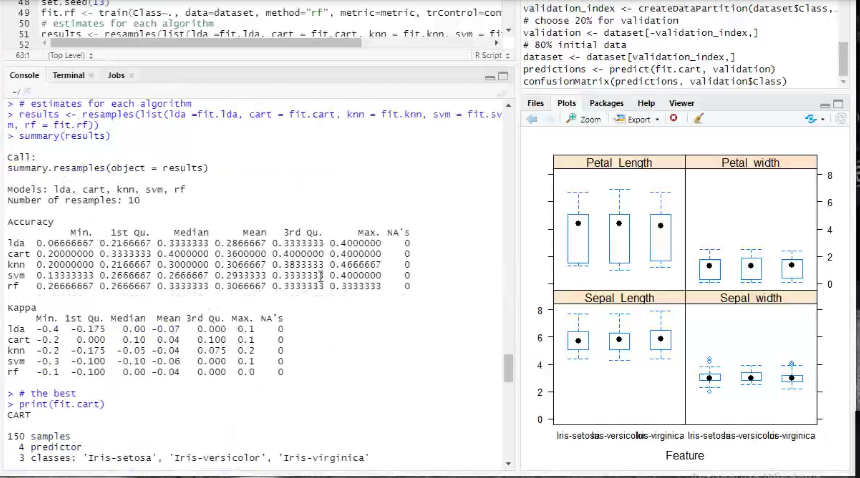 48 set.seed(13)
49 fit.rf <- train(Class~., data=dataset, method="rf", metric=metric, trControl=con
50 # estimates for each algorithm
51 results <- resamples(list(lda =fit.lda, cart = fit.cart, knn = fit.knn, svm =
52
63:1 (Top Level) R Script
Console Terminal Jobs
~/
> # estimates for each algorithm
> results <- resamples(list(lda =fit.lda, cart = fit.cart, knn = fit.knn, svm = fit.sv
m, rf = fit.rf))
> summary(results)
Call:
summary.resamples(object = results)
Models: lda, cart, knn, svm, rf
Number of resamples: 10
Accuracy
Min. 1st Qu. Median Mean 3rd Qu. Max. NA's
lda 0.06666667 0.2166667 0.3333333 0.2866667 0.3333333 0.4000000 0
cart 0.20000000 0.3333333 0.4000000 0.3600000 0.4000000 0.4000000 0
knn 0.20000000 0.2166667 0.3000000 0.3066667 0.3833333 0.4666667 0
svm 0.13333333 0.2666667 0.2666667 0.2933333 0.3333333 0.4000000 0
rf 0.26666667 0.2666667 0.3333333 0.3066667 0.3333333 0.3333333 0
Kappa
Min. 1st Qu. Median Mean 3rd Qu. Max. NA's
lda -0.4 -0.175 0.00 -0.07 0.000 0.1 0
cart -0.2 0.000 0.10 0.04 0.100 0.1 0
knn -0.2 -0.175 -0.05 -0.04 0.075 0.2 0
svm -0.3 -0.100 -0.10 -0.06 0.000 0.1 0
rf -0.1 -0.100 0.00 -0.04 0.000 0.0 0
> # the best
> print(fit.cart)
CART
150 samples
4 predictor
3 classes: 'Iris-setosa', 'Iris-versicolor', 'Iris-virginica'
validation_index <- createDataPartition(dataset$Class,
# choose 20% for validation
validation <- dataset[-validation_index,]
# 80% initial data
dataset <- dataset[validation_index,]
predictions <- predict(fit.cart, validation)
confusionMatrix(predictions, validation$Class)
Files Plots Packages Help Viewer
Zoom Export
Petal_Length Petal_width
8
6
4
2
0
Sepal_Length Sepal_width
8
6
4
2
0
Iris-setosa Iris-versicolor Iris-virginica Iris-setosa Iris-versicolor Iris-virginica
Feature